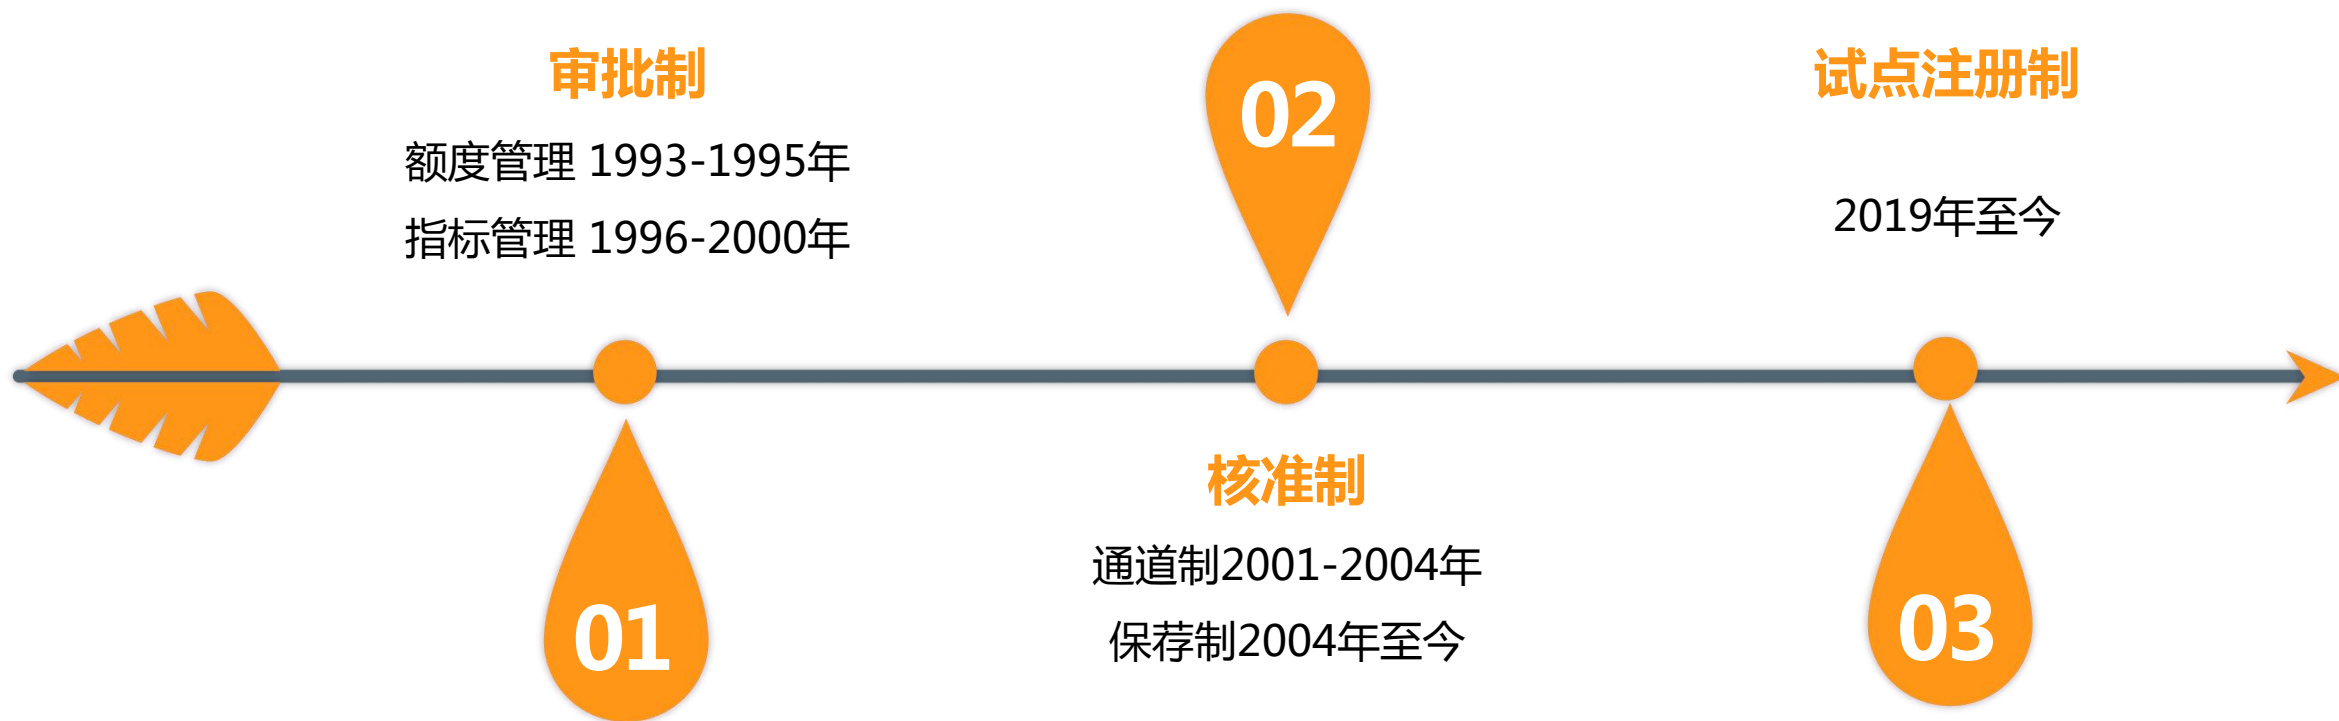 审批制
额度管理 1993-1995年
指标管理 1996-2000年
01
02
核准制
通道制2001-2004年
保荐制2004年至今
试点注册制
2019年至今
03